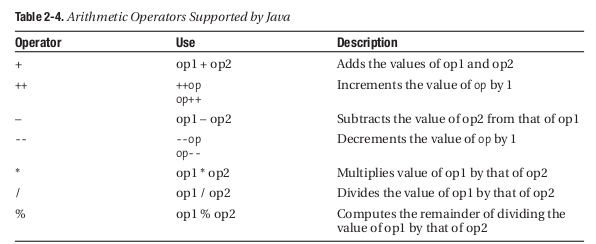 Table 2-4. Arithmetic Operators Supported by Java
Operator Use Description
+ op1 + op2 Adds the values of op1 and op2
++ ++op Increments the value of op by 1
op++
– op1 – op2 Subtracts the value of op2 from that of op1
-- --op Decrements the value of op by 1
op--
* op1 * op2 Multiplies value of op1 by that of op2
/ op1 / op2 Divides the value of op1 by that of op2
% op1 % op2 Computes the remainder of dividing the
value of op1 by that of op2